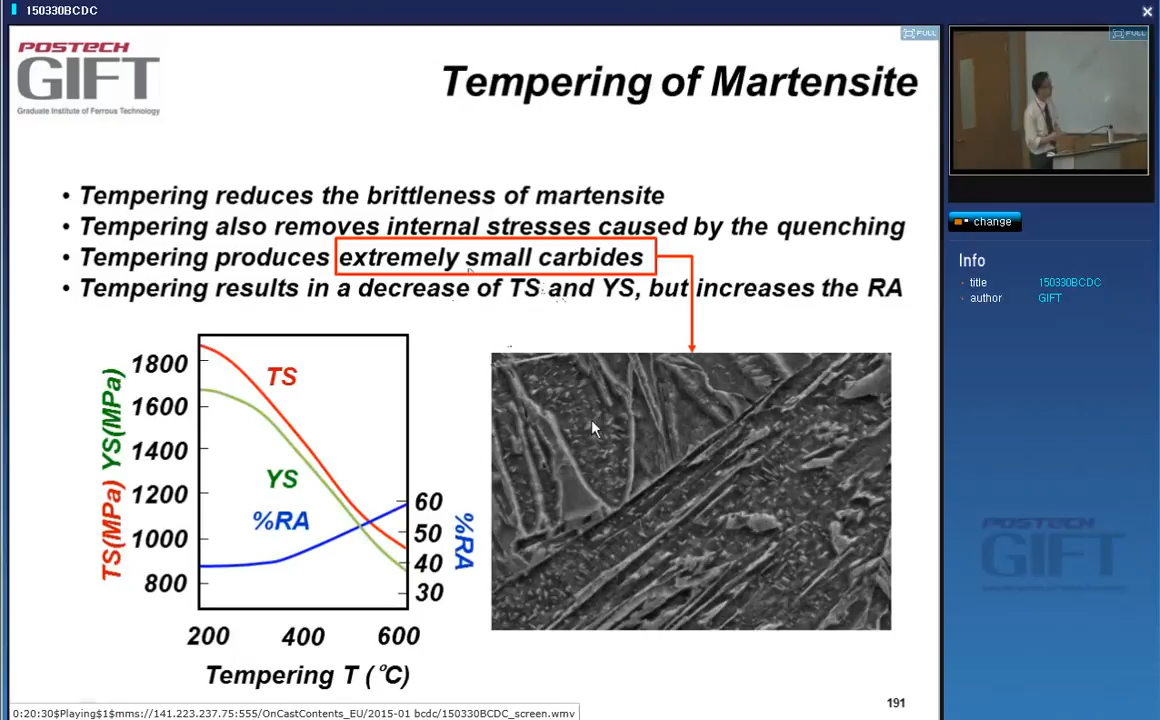 150330BCDC
FULL
FULL
POSTECH
GIFT
Graduate Institute of Ferrous Technology
Tempering of Martensite
• Tempering reduces the brittleness of martensite
• Tempering also removes internal stresses caused by the quenching
• Tempering produces extremely small carbides
• Tempering results in a decrease of TS and YS, but increases the RA
TS(MPa) YS(MPa)
1800
1600
1400
1200
1000
800
TS
YS
%RA
60
50
40
30
%RA
200 400 600
Tempering T (°C)
191
change
Info
title 150330BCDC
author GIFT
POSTECH
GIFT
0:20:30$Playing$1$mms://141.223.237.75:555/OnCastContents_EU/2015-01 bcdc/150330BCDC_screen.wmv